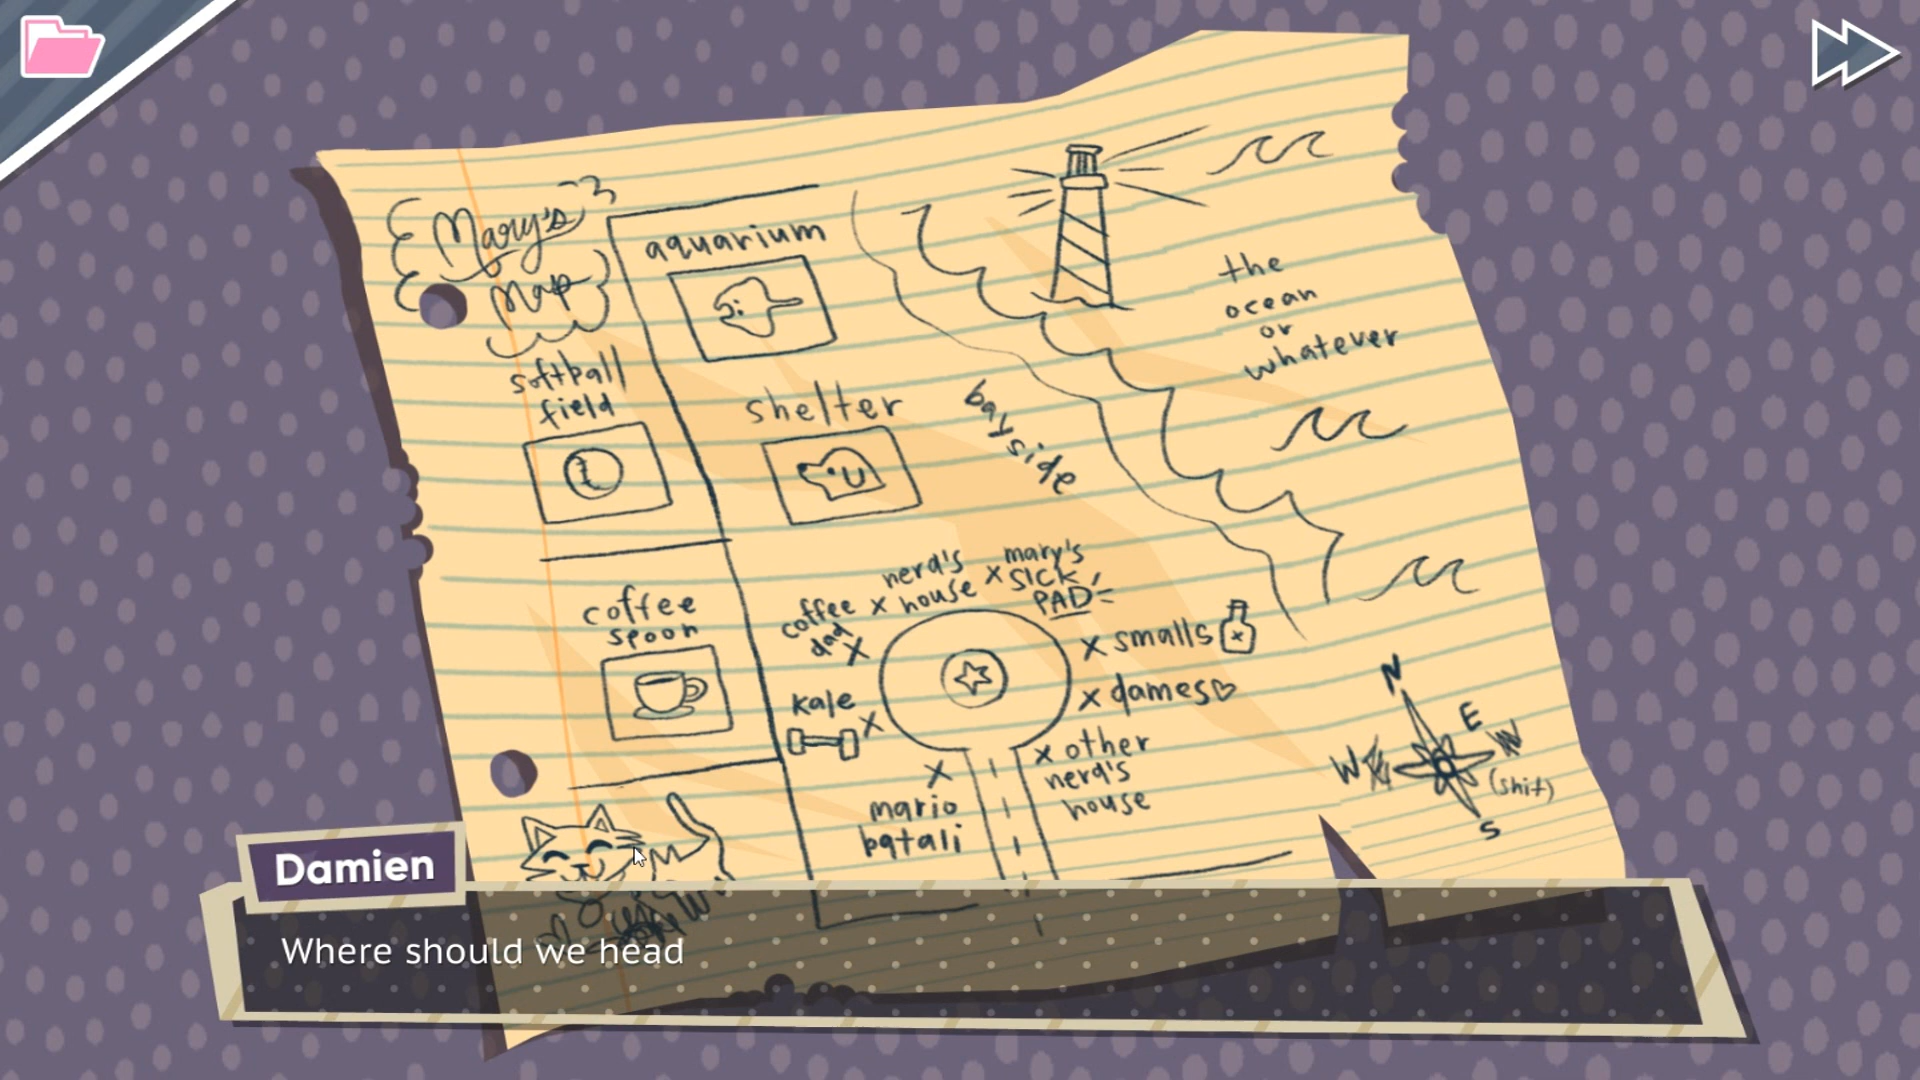 Mary's
Map
aquarium
softball
field
shelter
bayside
the
ocean
or
whatever
coffee
spoon
coffee
dad x
x nerd's
house
x mary's
SICK
PAD!
x smalls
x dames
kale
x
x other
nerd's
house
x
mario
batali
N
E
W
(shit)
S
Damien
Where should we head